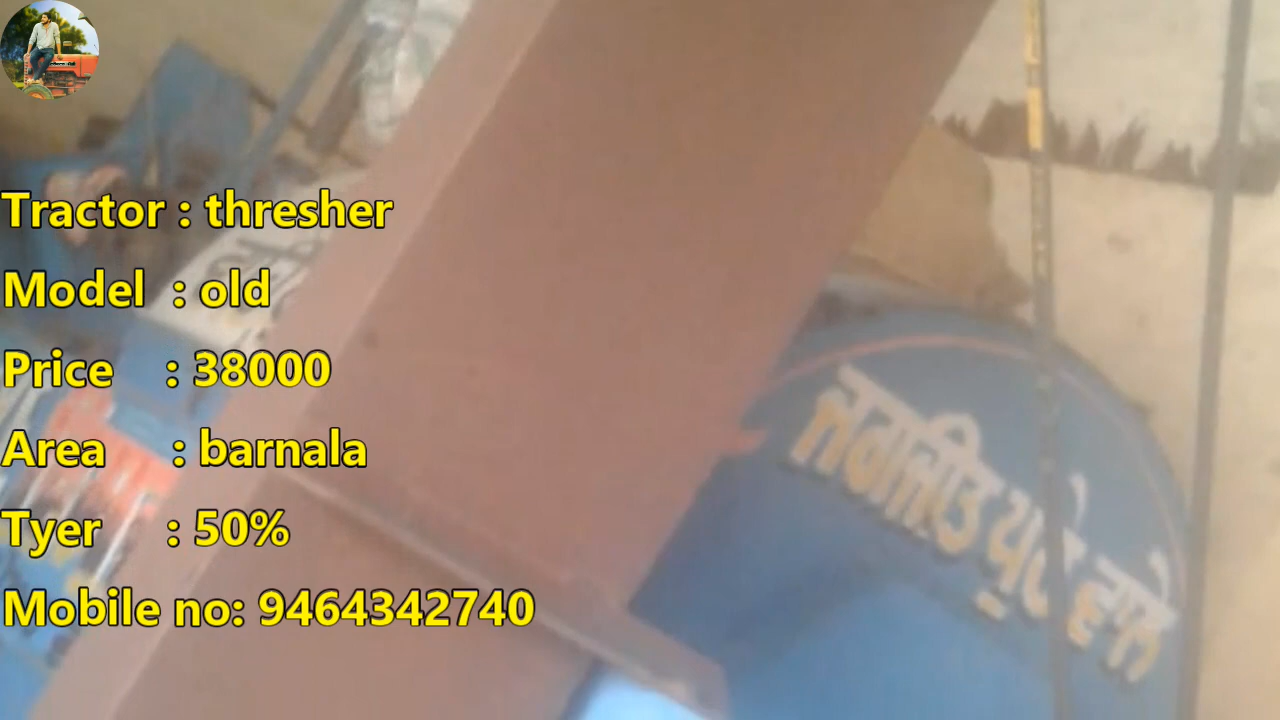 Tractor : thresher
Model : old
Price : 38000
Area : barnala
Tyer : 50%
Mobile no: 9464342740
ਵਾਲੇ